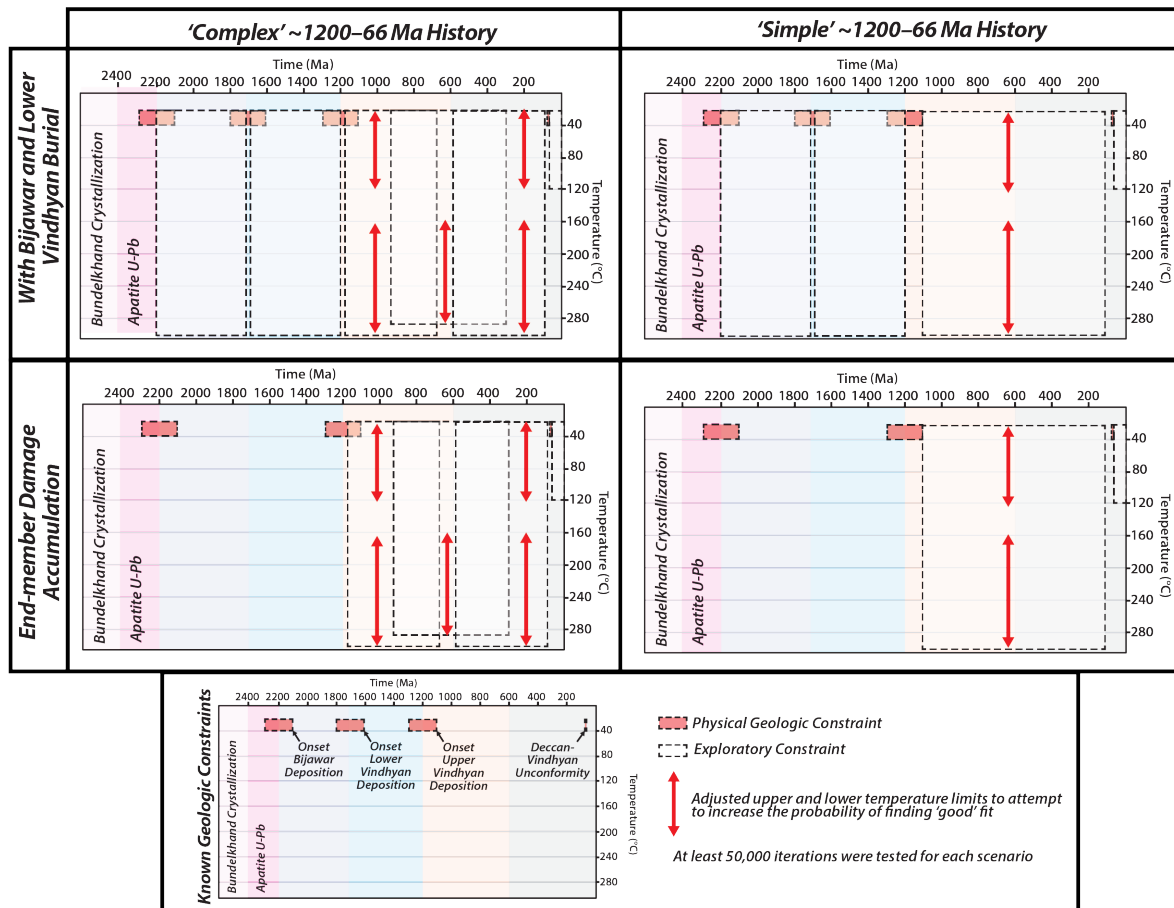 ‘Complex’ ~1200–66 Ma History
‘Simple’ ~1200–66 Ma History
With Bijawar and Lower
Vindhyan Burial
Time (Ma)
2400 2200 2000 1800 1600 1400 1200 1000 800 600 400 200
Bundelkhand Crystallization
Apatite U-Pb
40
80
120
160
200
240
280
Temperature (°C)
Time (Ma)
2400 2200 2000 1800 1600 1400 1200 1000 800 600 400 200
Bundelkhand Crystallization
Apatite U-Pb
40
80
120
160
200
240
280
Temperature (°C)
End-member Damage
Accumulation
Time (Ma)
2400 2200 2000 1800 1600 1400 1200 1000 800 600 400 200
Bundelkhand Crystallization
Apatite U-Pb
40
80
120
160
200
240
280
Temperature (°C)
Time (Ma)
2400 2200 2000 1800 1600 1400 1200 1000 800 600 400 200
Bundelkhand Crystallization
Apatite U-Pb
40
80
120
160
200
240
280
Temperature (°C)
Known Geologic Constraints
Time (Ma)
2400 2200 2000 1800 1600 1400 1200 1000 800 600 400 200
Bundelkhand Crystallization
Apatite U-Pb
Onset
Bijawar
Deposition
Onset
Lower
Vindhyan
Deposition
Onset
Upper
Vindhyan
Deposition
Deccan-
Vindhyan
Unconformity
40
80
120
160
200
240
280
Temperature (°C)
Physical Geologic Constraint
Exploratory Constraint
Adjusted upper and lower temperature limits to attempt
to increase the probability of finding ‘good’ fit
At least 50,000 iterations were tested for each scenario